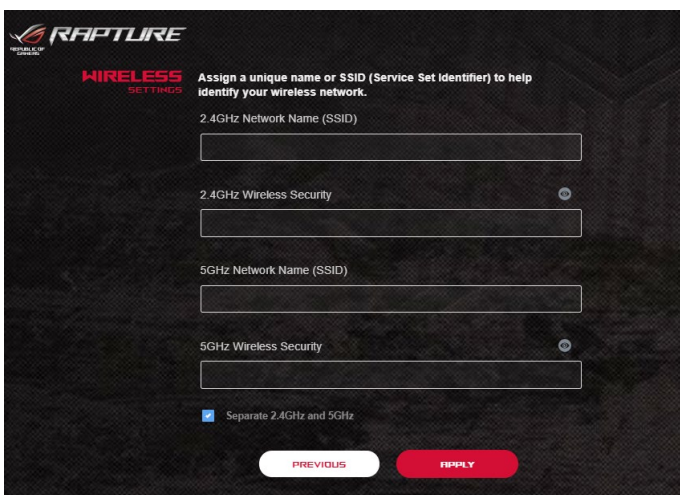 RAPTURE
REPUBLIC OF
GAMERS
WIRELESS
SETTINGS
Assign a unique name or SSID (Service Set Identifier) to help
identify your wireless network.
2.4GHz Network Name (SSID)
2.4GHz Wireless Security
5GHz Network Name (SSID)
5GHz Wireless Security
Separate 2.4GHz and 5GHz
PREVIOUS
APPLY